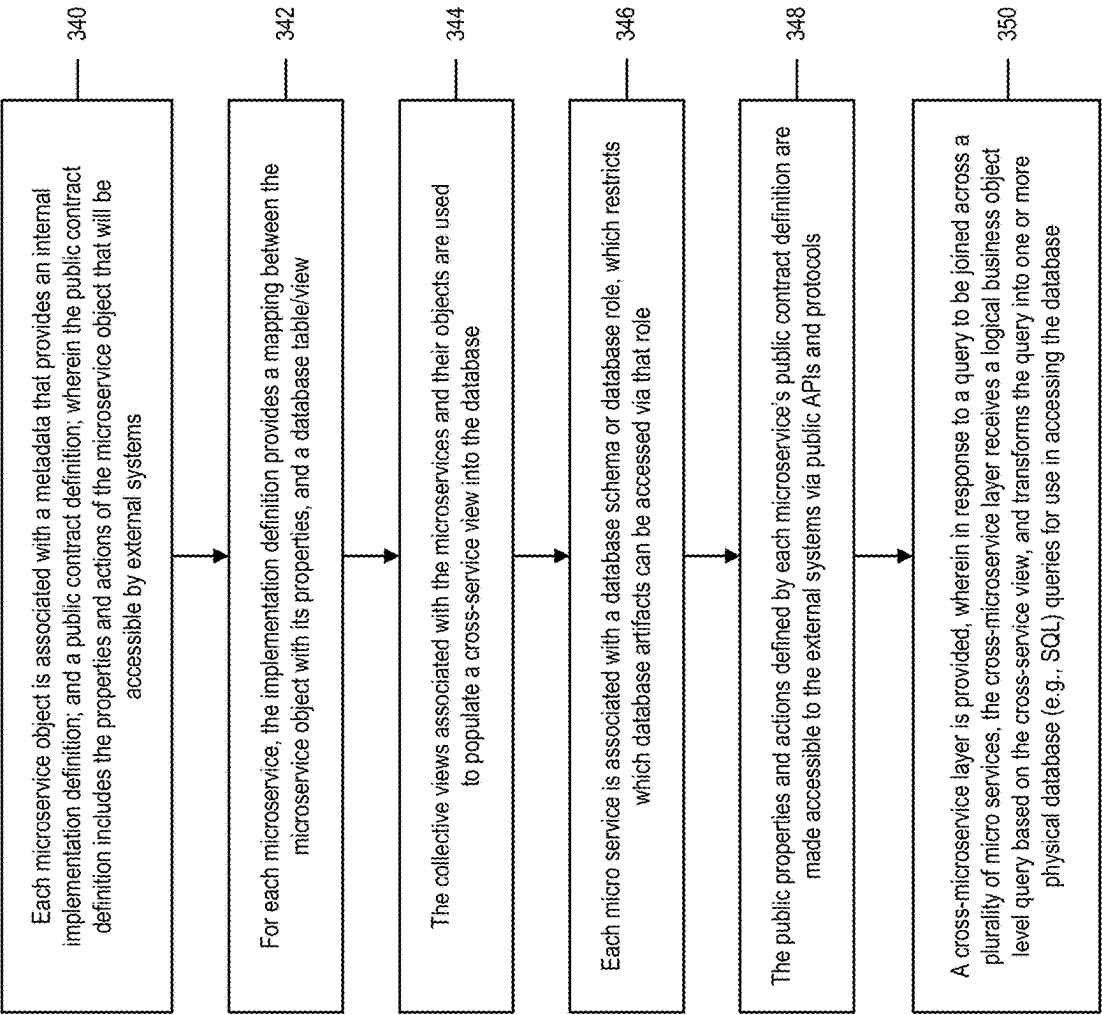 Each microservice object is associated with a metadata that provides an internal
implementation definition; and a public contract definition; wherein the public contract
definition includes the properties and actions of the microservice object that will be
accessible by external systems
340
For each microservice, the implementation definition provides a mapping between the
microservice object with its properties, and a database table/view
342
The collective views associated with the microservices and their objects are used
to populate a cross-service view into the database
344
Each micro service is associated with a database schema or database role, which restricts
which database artifacts can be accessed via that role
346
The public properties and actions defined by each microservice's public contract definition are
made accessible to the external systems via public APIs and protocols
348
A cross-microservice layer is provided, wherein in response to a query to be joined across a
plurality of micro services, the cross-microservice layer receives a logical business object
level query based on the cross-service view, and transforms the query into one or more
physical database (e.g., SQL) queries for use in accessing the database
350